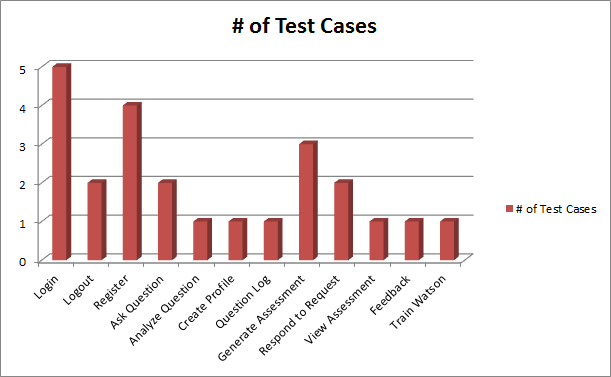 # of Test Cases
5
4
3
2
1
0
Login
Logout
Register
Ask Question
Analyze Question
Create Profile
Question Log
Generate Assessment
Respond to Request
View Assessment
Feedback
Train Watson
# of Test Cases